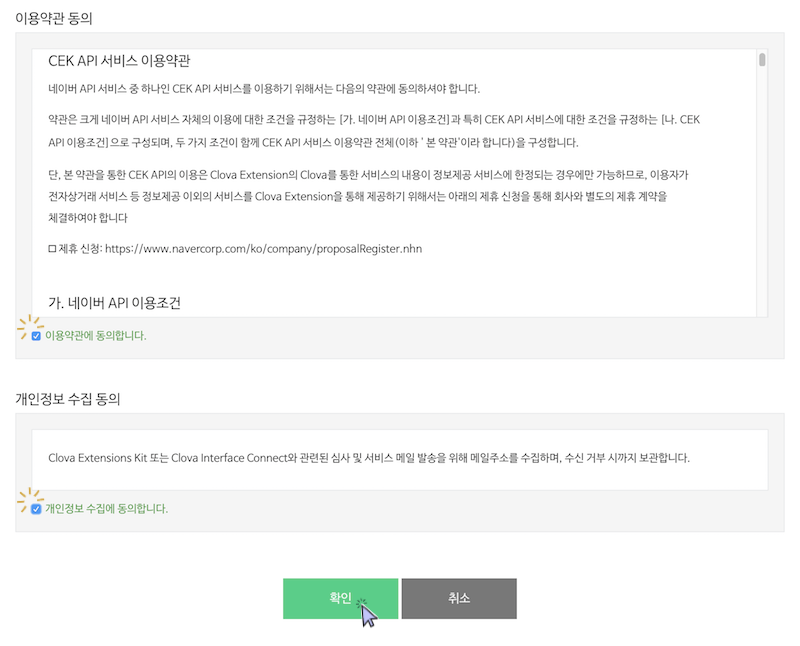 이용약관 동의
CEK API 서비스 이용약관
네이버 API 서비스 중 하나인 CEK API 서비스를 이용하기 위해서는 다음의 약관에 동의하셔야 합니다.
약관은 크게 네이버 API 서비스 자체의 이용에 대한 조건을 규정하는 [가. 네이버 API 이용조건]과 특히 CEK API 서비스에 대한 조건을 규정하는 [나. CEK
API 이용조건]으로 구성되며, 두 가지 조건이 함께 CEK API 서비스 이용약관 전체(이하 ' 본 약관'이라 합니다)을 구성합니다.
단, 본 약관을 통한 CEK API의 이용은 Clova Extension의 Clova를 통한 서비스의 내용이 정보제공 서비스에 한정되는 경우에만 가능하므로, 이용자가
전자상거래 서비스 등 정보제공 이외의 서비스를 Clova Extension을 통해 제공하기 위해서는 아래의 제휴 신청을 통해 회사와 별도의 제휴 계약을
체결하여야 합니다
□ 제휴 신청: https://www.navercorp.com/ko/company/proposalRegister.nhn
가. 네이버 API 이용조건
이용약관에 동의합니다.
개인정보 수집 동의
Clova Extensions Kit 또는 Clova Interface Connect와 관련된 심사 및 서비스 메일 발송을 위해 메일주소를 수집하며, 수신 거부 시까지 보관합니다.
개인정보 수집에 동의합니다.
확인 취소